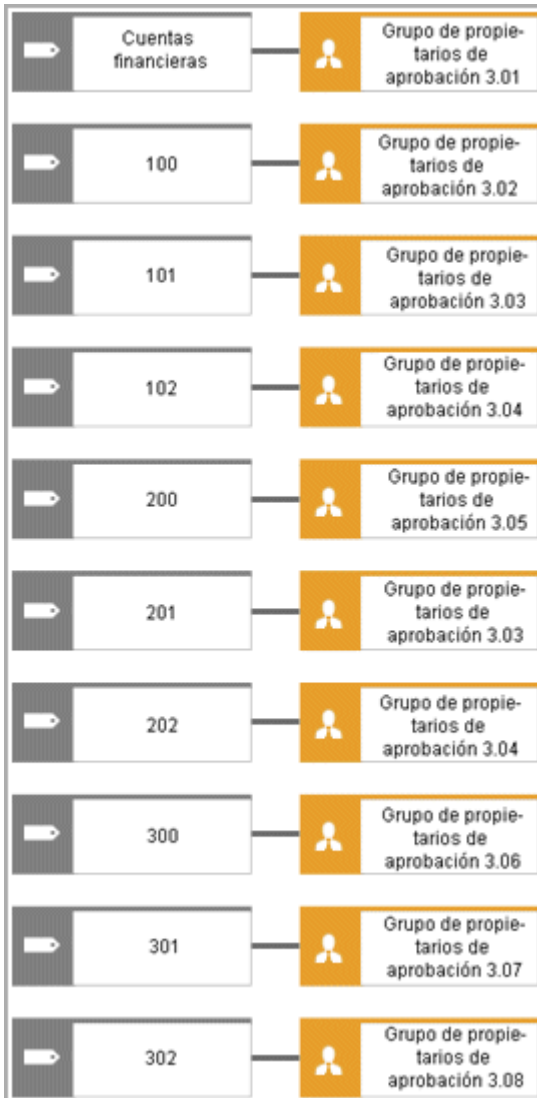 Cuentas
financieras
Grupo de propie-
tarios de
aprobación 3.01
100
Grupo de propie-
tarios de
aprobación 3.02
101
Grupo de propie-
tarios de
aprobación 3.03
102
Grupo de propie-
tarios de
aprobación 3.04
200
Grupo de propie-
tarios de
aprobación 3.05
201
Grupo de propie-
tarios de
aprobación 3.03
202
Grupo de propie-
tarios de
aprobación 3.04
300
Grupo de propie-
tarios de
aprobación 3.06
301
Grupo de propie-
tarios de
aprobación 3.07
302
Grupo de propie-
tarios de
aprobación 3.08